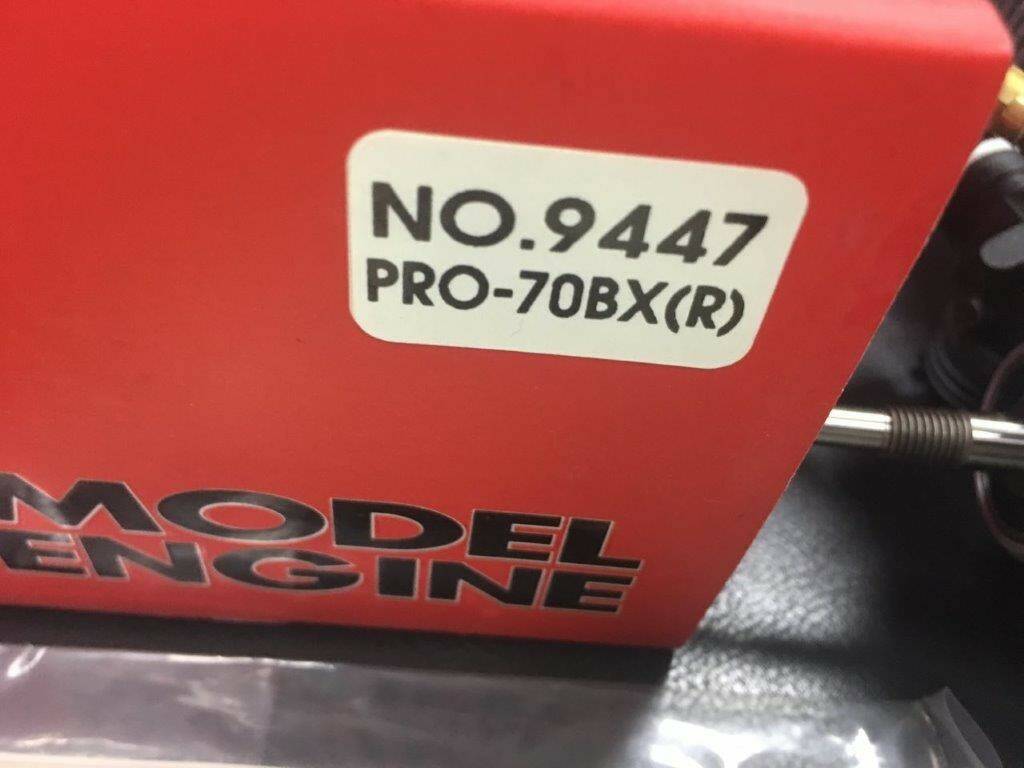 NO.9447
PRO-70BX(R)
MODEL
ENGINE